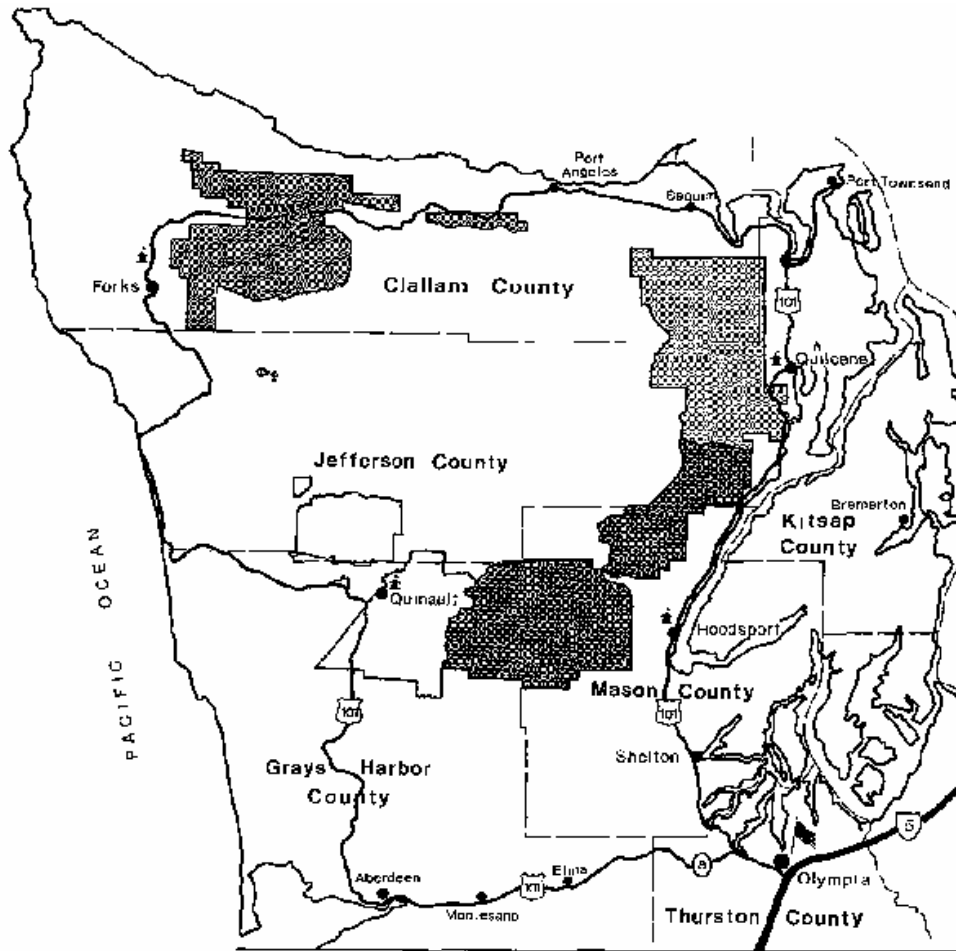 Port
Angeles
Port Townsend
Sequim
Forks
Clallam County
101
Quilcene
Jefferson County
Bremerton
Kitsap
County
PACIFIC OCEAN
Quinault
Hoodsport
Mason County
101
101
Shelton
Grays Harbor
County
5
Aberdeen
Elma
8
101
Montesano
Olympia
Thurston County